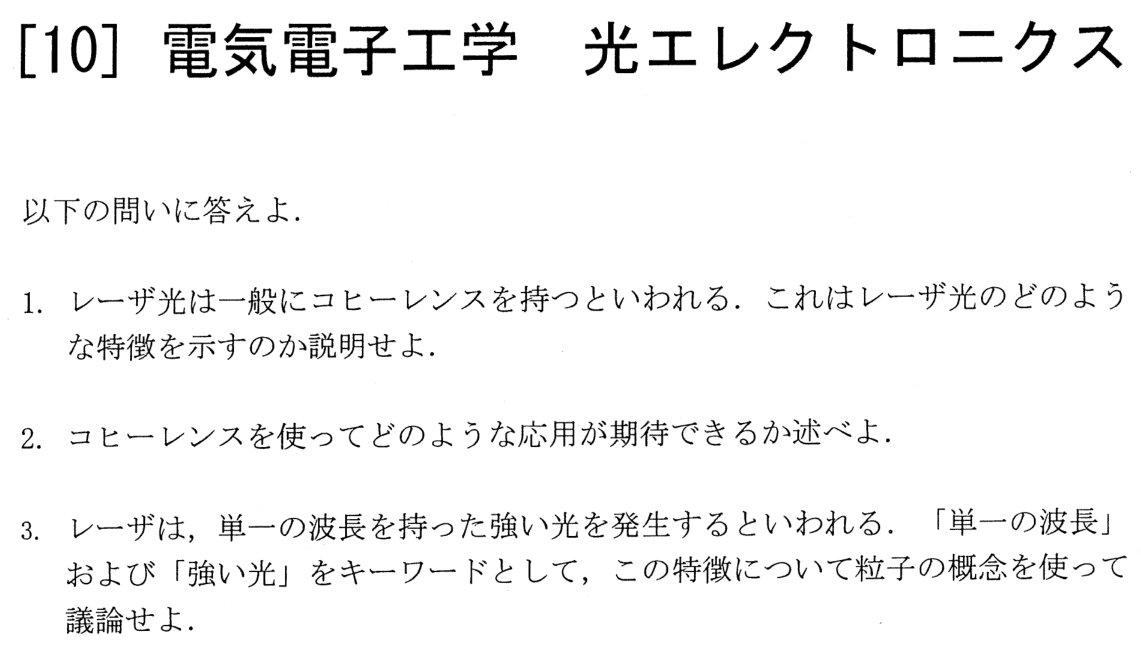 [10] 電気電子工学　光エレクトロニクス
以下の問いに答えよ．
1. レーザ光は一般にコヒーレンスを持つといわれる．これはレーザ光のどのよう
な特徴を示すのか説明せよ．
2. コヒーレンスを使ってどのような応用が期待できるか述べよ．
3. レーザは，単一の波長を持った強い光を発生するといわれる．「単一の波長」
および「強い光」をキーワードとして，この特徴について粒子の概念を使って
議論せよ．